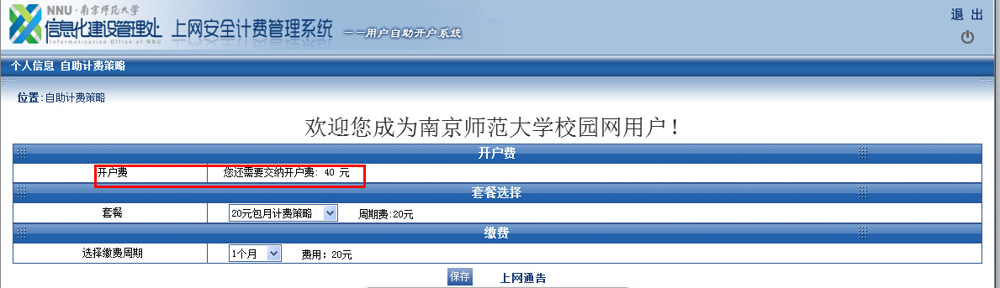 NNU·南京师范大学
信息化建设管理处
Informatization Office of NNU
上网安全计费管理系统
——用户自助开户系统
退 出
个人信息 自助计费策略
位置:自助计费策略
欢迎您成为南京师范大学校园网用户！
开户费
开户费 您还需要交纳开户费: 40 元
套餐选择
套餐 20元包月计费策略 周期费:20元
缴费
选择缴费周期 1个月 费用: 20元
保存 上网通告